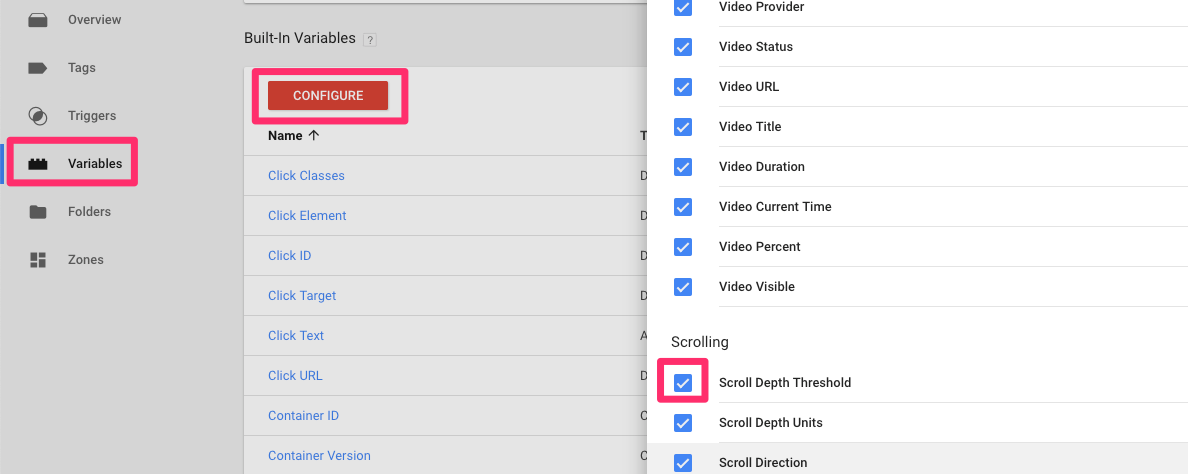 Overview
Tags
Triggers
Variables
Folders
Zones
Built-In Variables ?
CONFIGURE
Name
T
Click Classes
D
Click Element
D
Click ID
D
Click Target
D
Click Text
A
Click URL
D
Container ID
C
Container Version
C
Video Provider
Video Status
Video URL
Video Title
Video Duration
Video Current Time
Video Percent
Video Visible
Scrolling
Scroll Depth Threshold
Scroll Depth Units
Scroll Direction